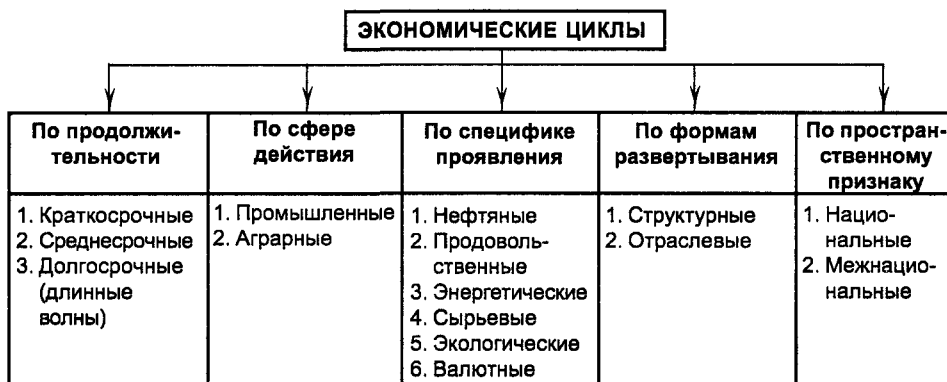 ЭКОНОМИЧЕСКИЕ ЦИКЛЫ
По продолжи-
тельности
1. Краткосрочные
2. Среднесрочные
3. Долгосрочные
(длинные
волны)
По сфере
действия
1. Промышленные
2. Аграрные
По специфике
проявления
1. Нефтяные
2. Продоволь-
ственные
3. Энергетические
4. Сырьевые
5. Экологические
6. Валютные
По формам
развертывания
1. Структурные
2. Отраслевые
По простран-
ственному
признаку
1. Нацио-
нальные
2. Межнацио-
нальные